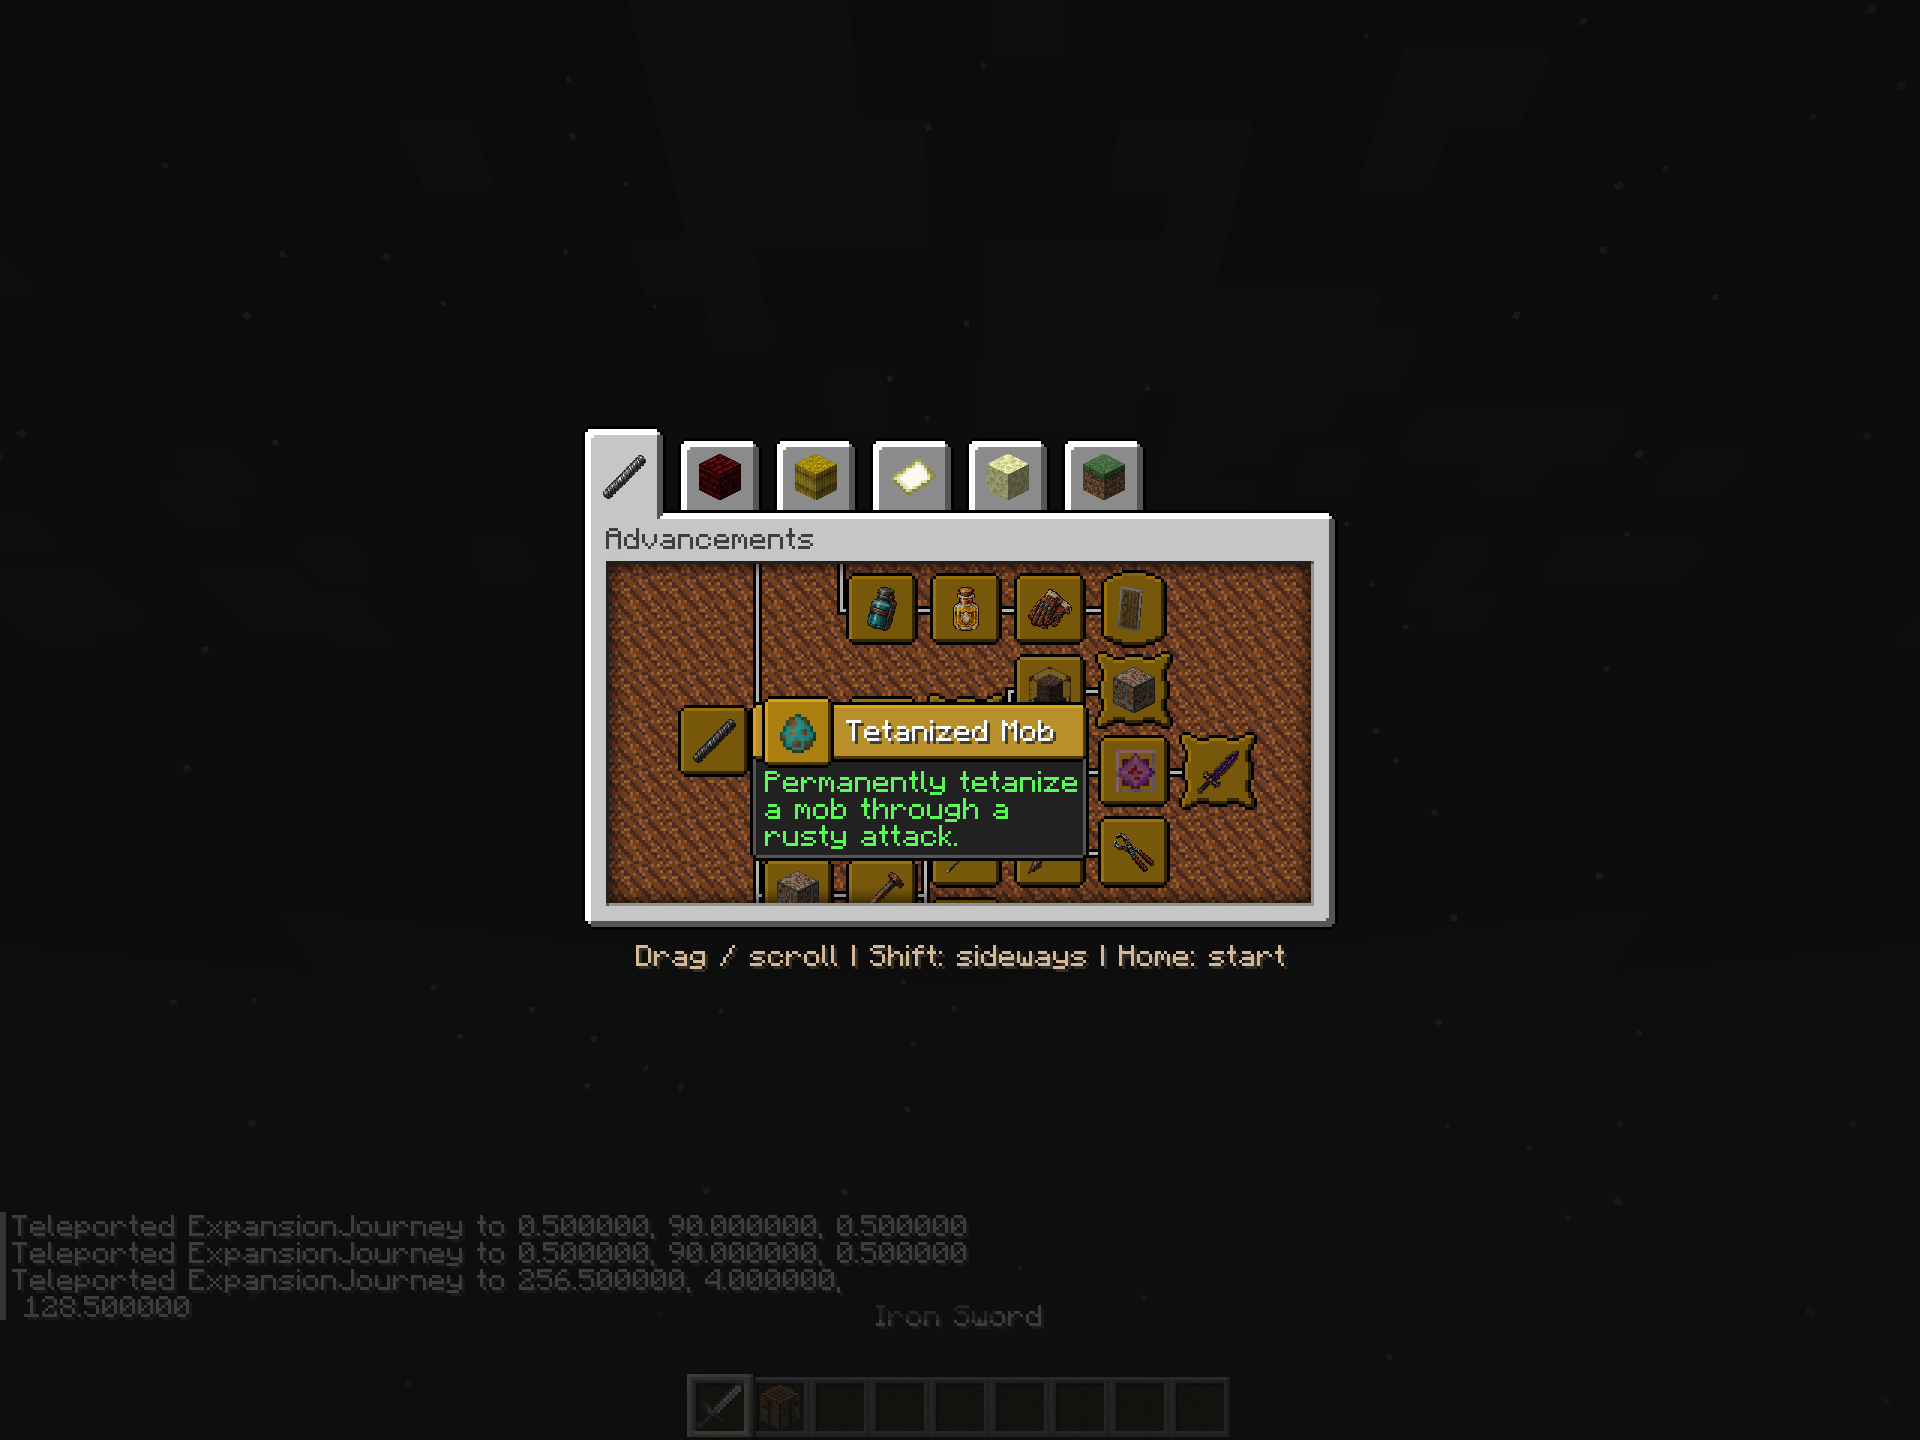 Advancements
Tetanized Mob
Permanently tetanize
a mob through a
rusty attack.
Drag / scroll | Shift: sideways | Home: start
Teleported ExpansionJourney to 0.500000, 90.000000, 0.500000
Teleported ExpansionJourney to 0.500000, 90.000000, 0.500000
Teleported ExpansionJourney to 256.500000, 4.000000,
128.500000
Iron Sword